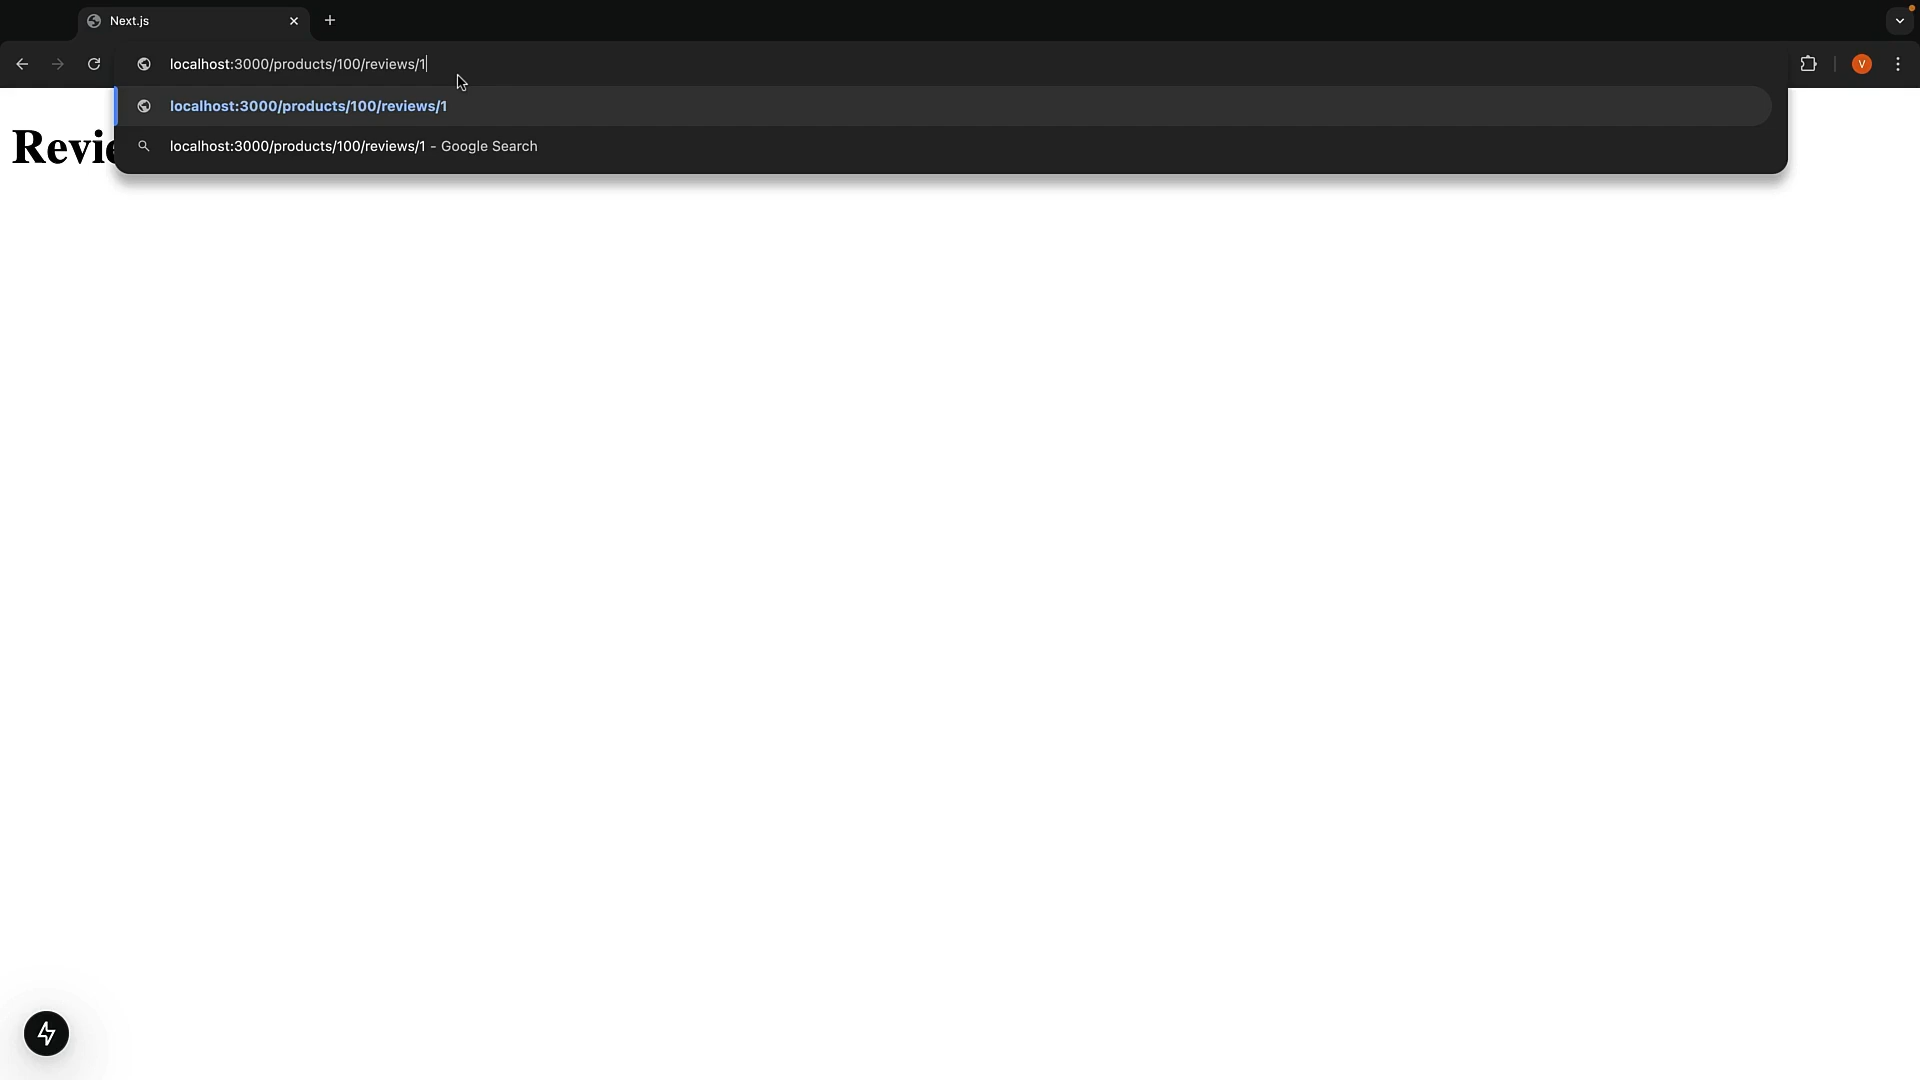 Next.js
localhost:3000/products/100/reviews/1
V
localhost:3000/products/100/reviews/1
localhost:3000/products/100/reviews/1 - Google Search